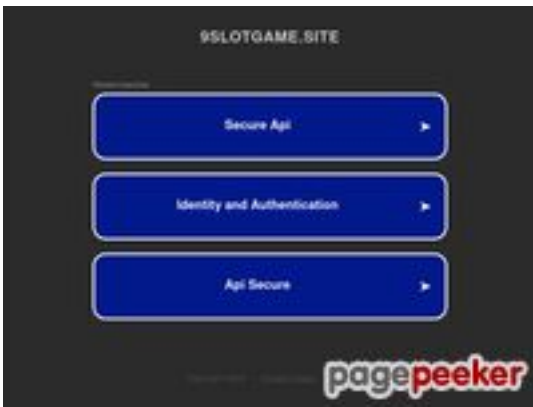 9SLOTGAME.SITE
Secure Api
Identity and Authentication
Api Secure
pagepeeker